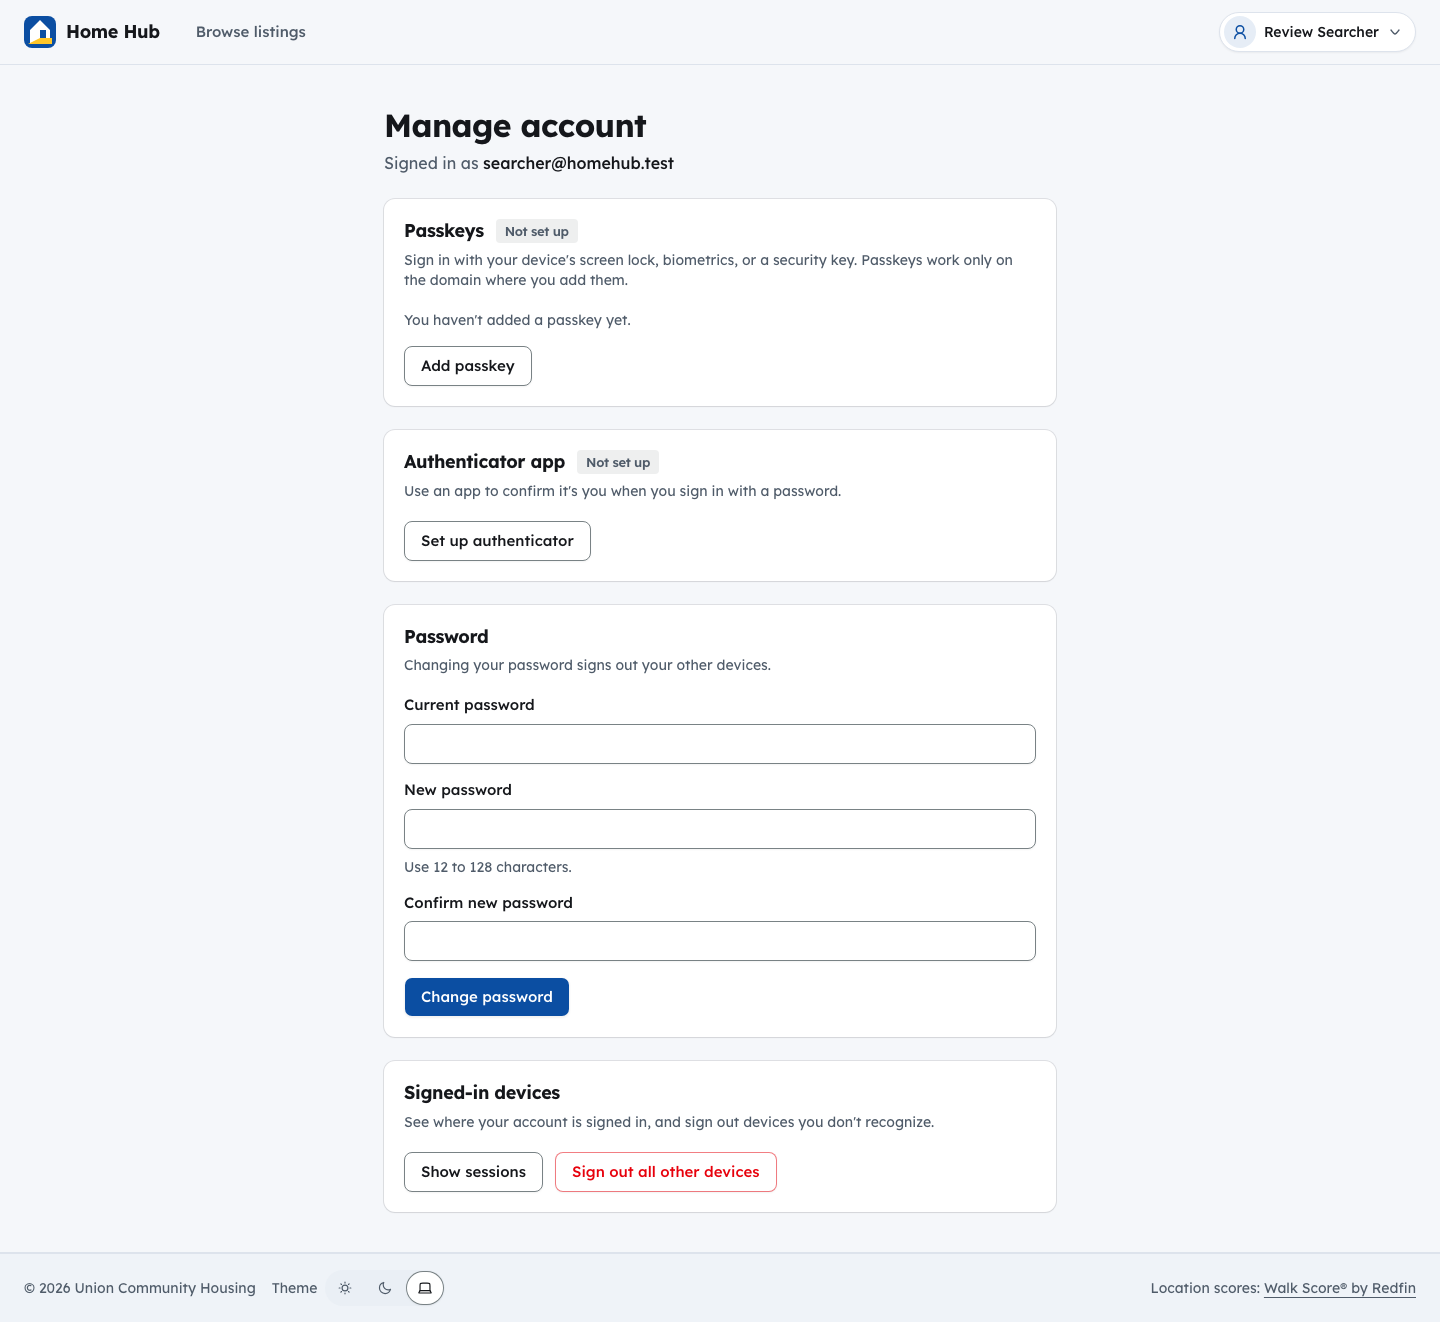 Home Hub
Browse listings
Review Searcher
Manage account
Signed in as searcher@homehub.test
Passkeys
Not set up
Sign in with your device's screen lock, biometrics, or a security key. Passkeys work only on
the domain where you add them.
You haven't added a passkey yet.
Add passkey
Authenticator app
Not set up
Use an app to confirm it's you when you sign in with a password.
Set up authenticator
Password
Changing your password signs out your other devices.
Current password
New password
Use 12 to 128 characters.
Confirm new password
Change password
Signed-in devices
See where your account is signed in, and sign out devices you don't recognize.
Show sessions
Sign out all other devices
© 2026 Union Community Housing
Theme
Location scores: Walk Score® by Redfin